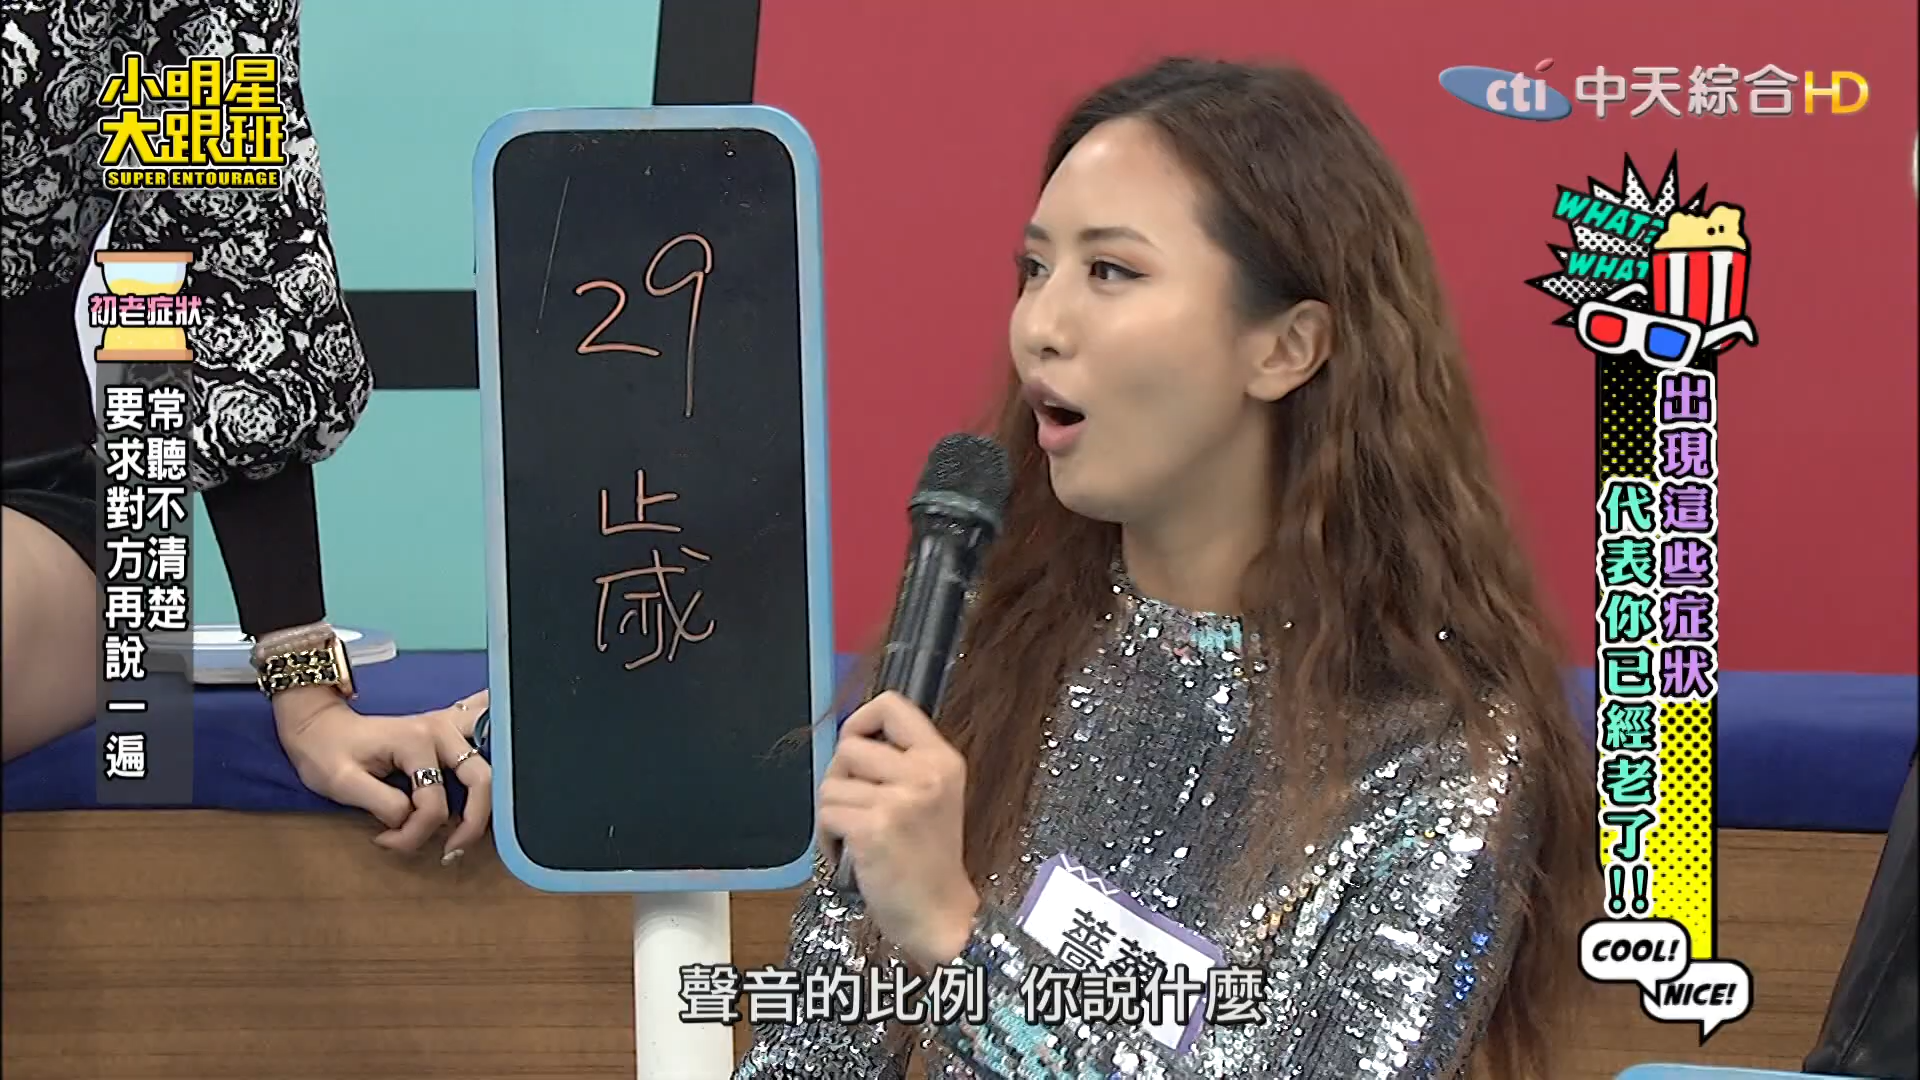 小明星
大跟班
SUPER ENTOURAGE
cti 中天綜合HD
WHAT?
WHAT
初老症狀
常聽不清楚
要求對方再說一遍
29
歲
出現這些症狀
代表你已經老了!!
COOL!
NICE!
薔薔
聲音的比例 你說什麼